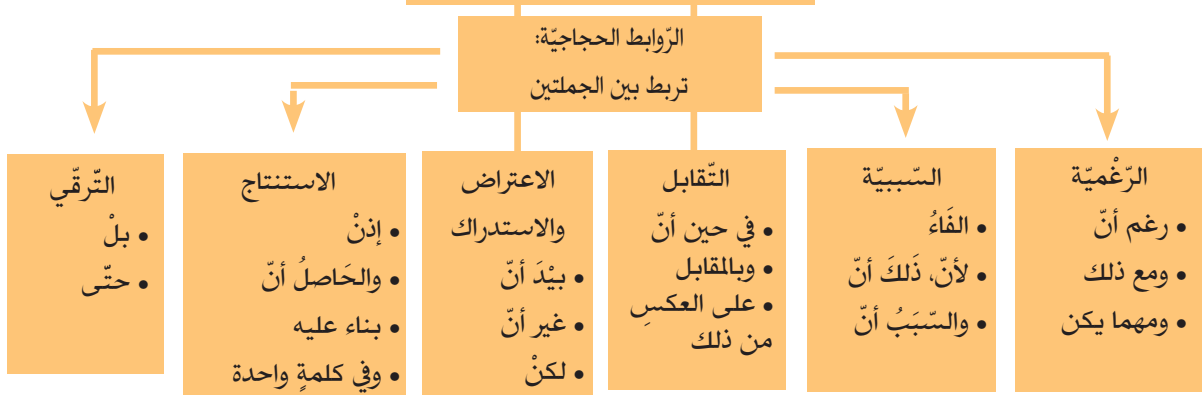 الرّوابط الحجاجيّة:
تربط بين الجملتين
الرّغْميّة
• رغم أنّ
• ومع ذلك
• ومهما يكن
السّببيّة
• الفَاءُ
• لأنّ، ذَلكَ أنّ
• والسّبَبُ أنّ
التّقابل
• في حين أنّ
• وبالمقابل
• على العكسِ
من ذلك
الاعتراض
والاستدراك
• بيْدَ أنّ
• غير أنّ
• لكنْ
الاستنتاج
• إذنْ
• والحَاصلُ أنّ
• بناء عليه
• وفي كلمةٍ واحدة
التّرقّي
• بلْ
• حتّى